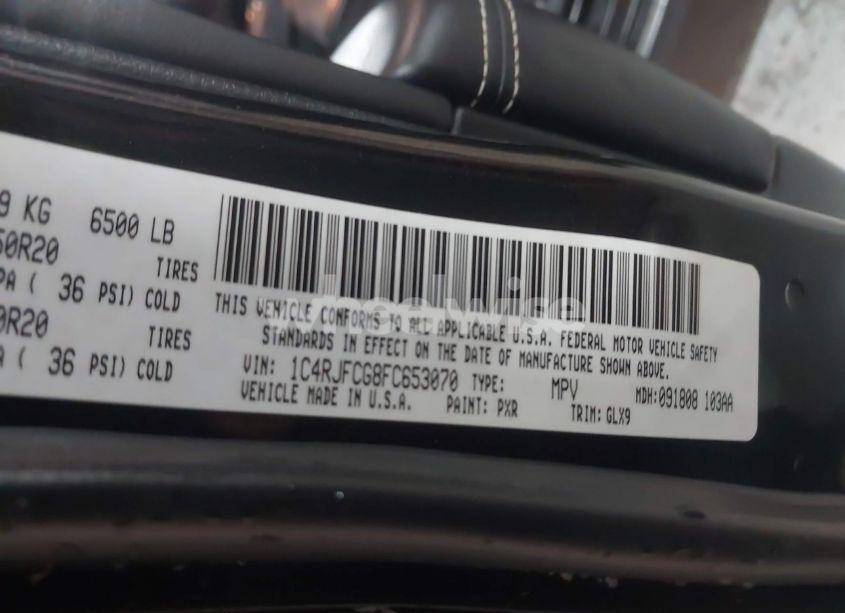 9 KG 6500 LB
50R20 TIRES
PA ( 36 PSI) COLD
0R20 TIRES
A ( 36 PSI) COLD
THIS VEHICLE CONFORMS TO ALL APPLICABLE U.S.A. FEDERAL MOTOR VEHICLE SAFETY
STANDARDS IN EFFECT ON THE DATE OF MANUFACTURE SHOWN ABOVE.
VIN: 1C4RJFCG8FC653070 TYPE: MPV MDH:091808 103AA
VEHICLE MADE IN U.S.A. PAINT: PXR TRIM: GLX9
wheelwise